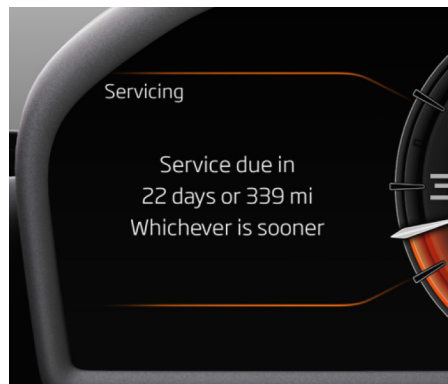 Servicing
Service due in
22 days or 339 mi
Whichever is sooner